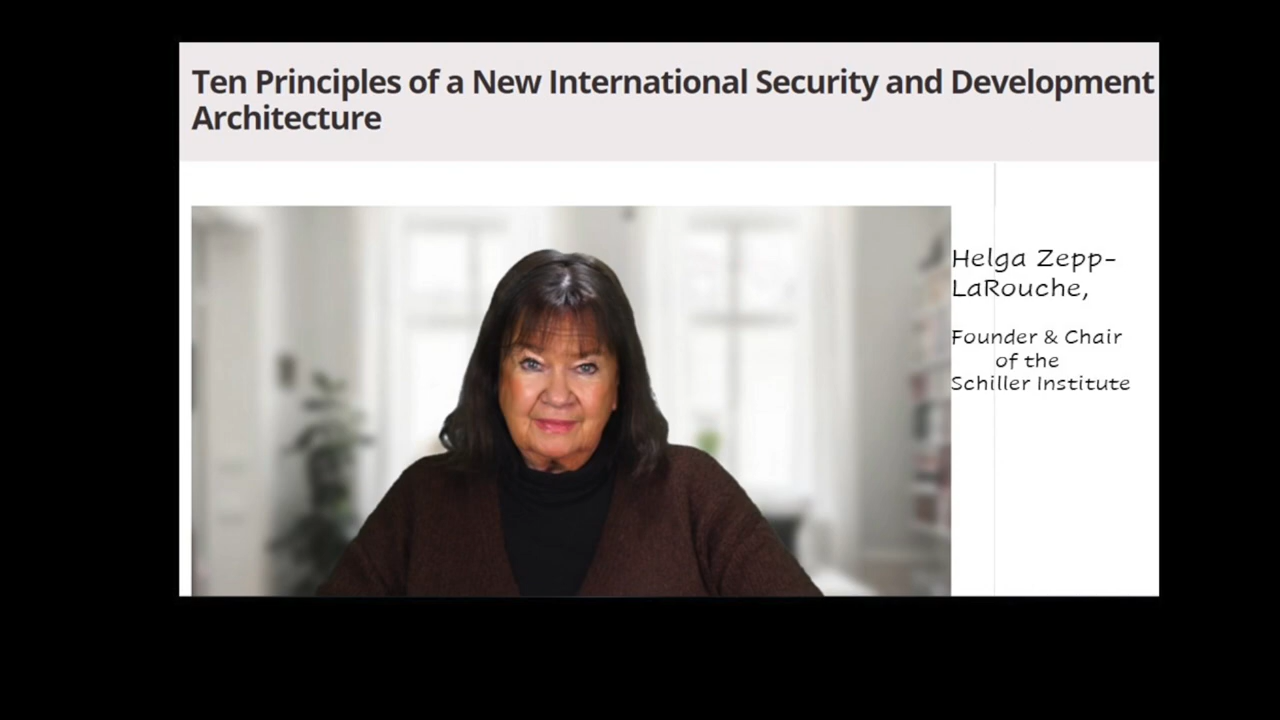 Ten Principles of a New International Security and Development
Architecture
Helga Zepp-
LaRouche,
Founder & Chair
of the
Schiller Institute